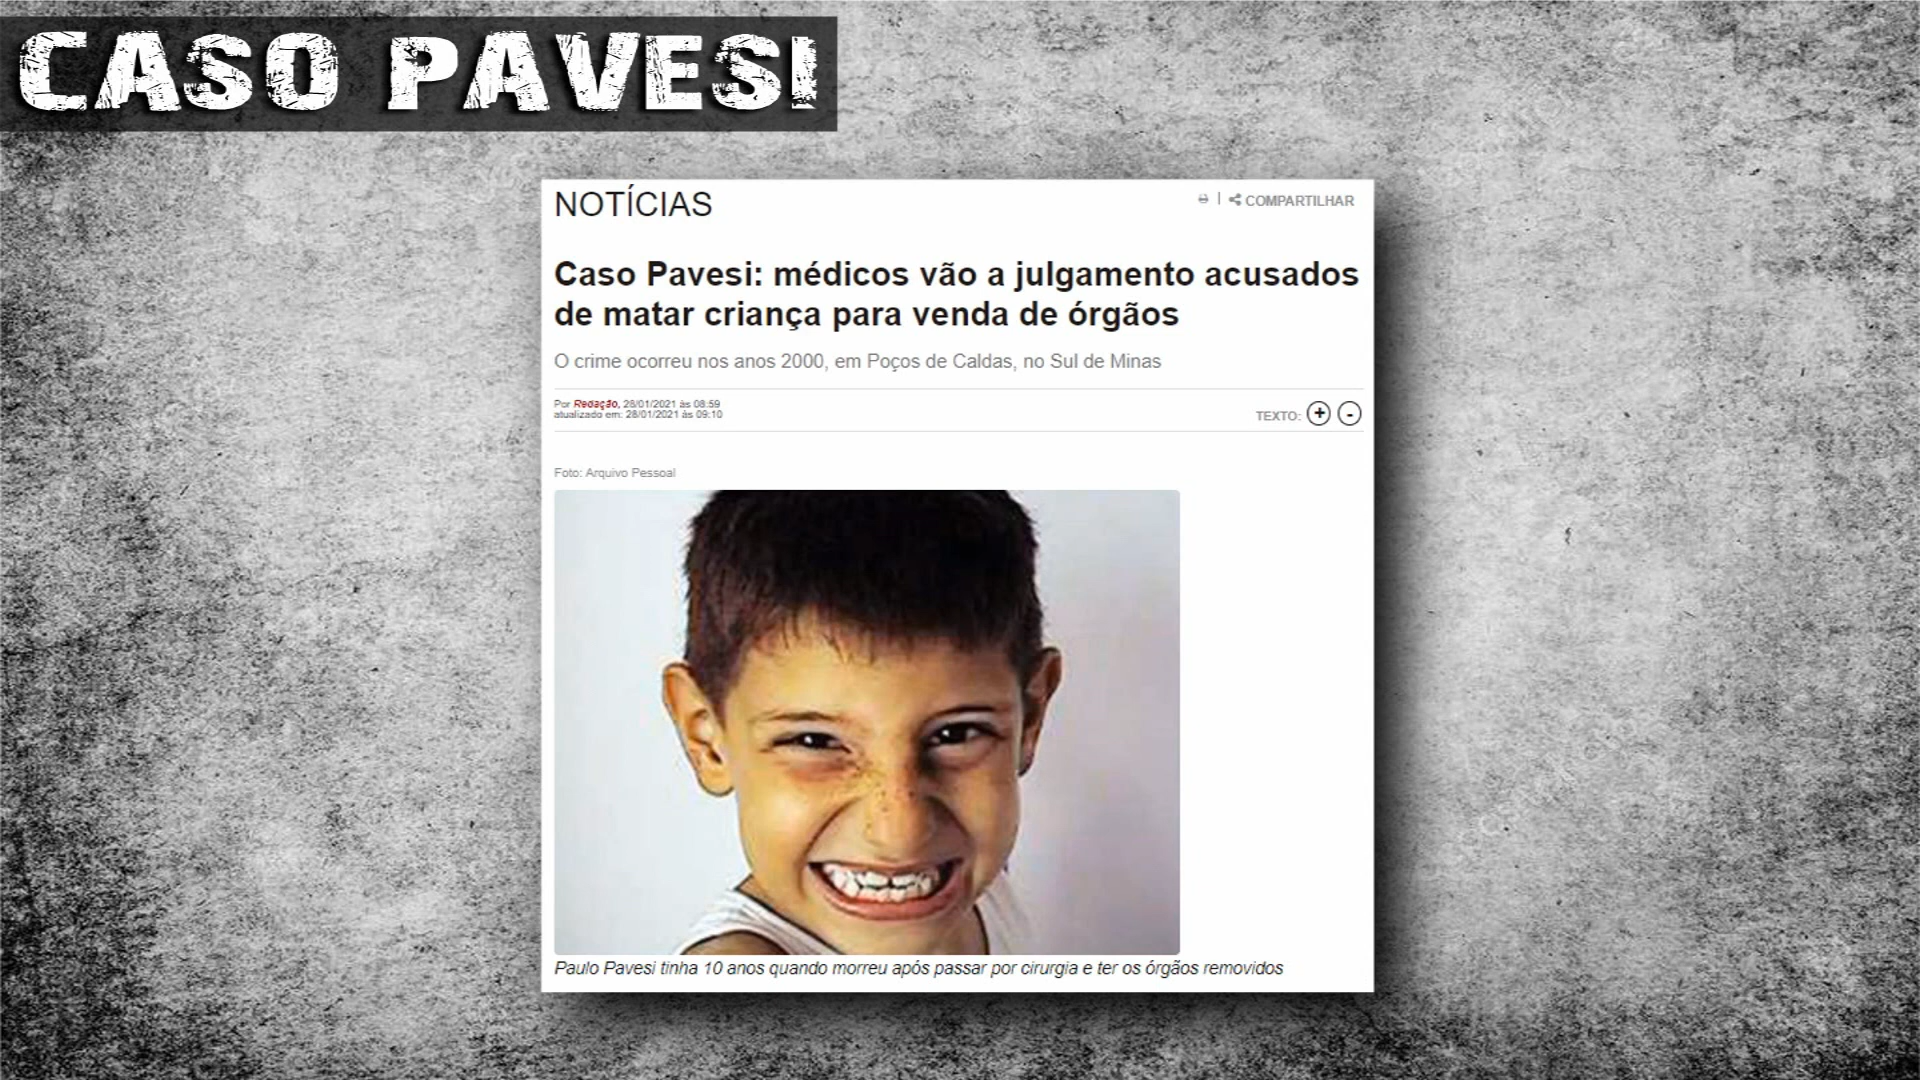 CASO PAVESI
NOTÍCIAS
COMPARTILHAR
Caso Pavesi: médicos vão a julgamento acusados
de matar criança para venda de órgãos
O crime ocorreu nos anos 2000, em Poços de Caldas, no Sul de Minas
Por Redação, 28/01/2021 às 08:59
atualizado em: 28/01/2021 às 09:10
TEXTO: + -
Foto: Arquivo Pessoal
Paulo Pavesi tinha 10 anos quando morreu após passar por cirurgia e ter os órgãos removidos